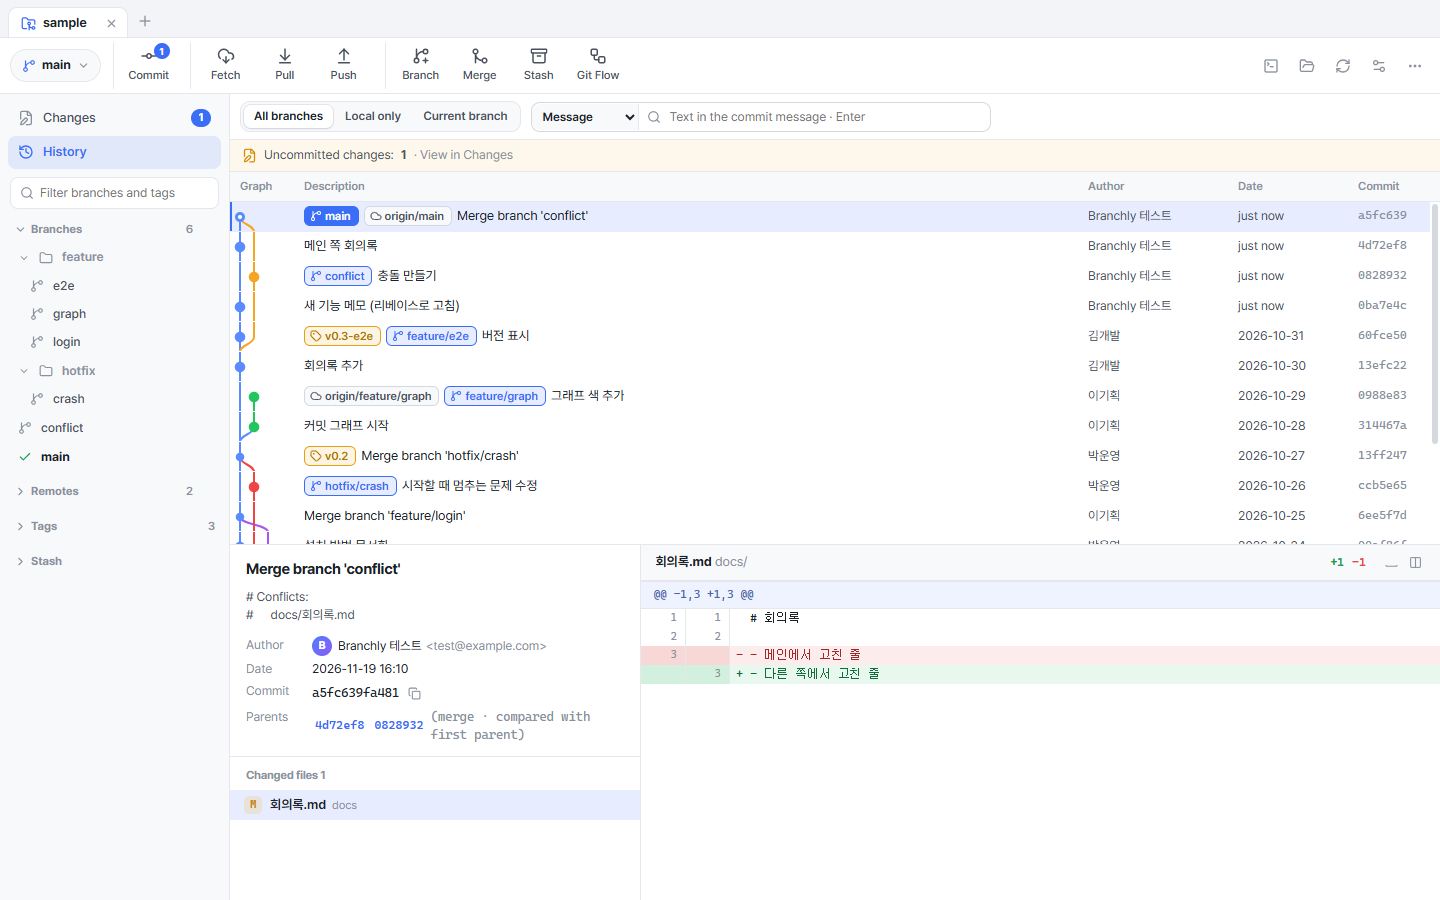 sample
main
Commit 1
Fetch
Pull
Push
Branch
Merge
Stash
Git Flow
Changes 1
History
Filter branches and tags
Branches 6
feature
e2e
graph
login
hotfix
crash
conflict
main
Remotes 2
Tags 3
Stash
All branches Local only Current branch Message Text in the commit message · Enter
Uncommitted changes: 1 · View in Changes
Graph Description Author Date Commit
main origin/main Merge branch 'conflict' Branchly 테스트 just now a5fc639
메인 쪽 회의록 Branchly 테스트 just now 4d72ef8
conflict 충돌 만들기 Branchly 테스트 just now 0828932
새 기능 메모 (리베이스로 고침) Branchly 테스트 just now 0ba7e4c
v0.3-e2e feature/e2e 버전 표시 김개발 2026-10-31 60fce50
회의록 추가 김개발 2026-10-30 13efc22
origin/feature/graph feature/graph 그래프 색 추가 이기획 2026-10-29 0988e83
커밋 그래프 시작 이기획 2026-10-28 314467a
v0.2 Merge branch 'hotfix/crash' 박운영 2026-10-27 13ff247
hotfix/crash 시작할 때 멈추는 문제 수정 박운영 2026-10-26 ccb5e65
Merge branch 'feature/login' 이기획 2026-10-25 6ee5f7d
Merge branch 'conflict'
# Conflicts:
# docs/회의록.md
Author B Branchly 테스트 <test@example.com>
Date 2026-11-19 16:10
Commit a5fc639fa481
Parents 4d72ef8 0828932 (merge · compared with
first parent)
Changed files 1
M 회의록.md docs
회의록.md docs/ +1 −1
@@ -1,3 +1,3 @@
1 1 # 회의록
2 2
3 - - 메인에서 고친 줄
3 + - 다른 쪽에서 고친 줄